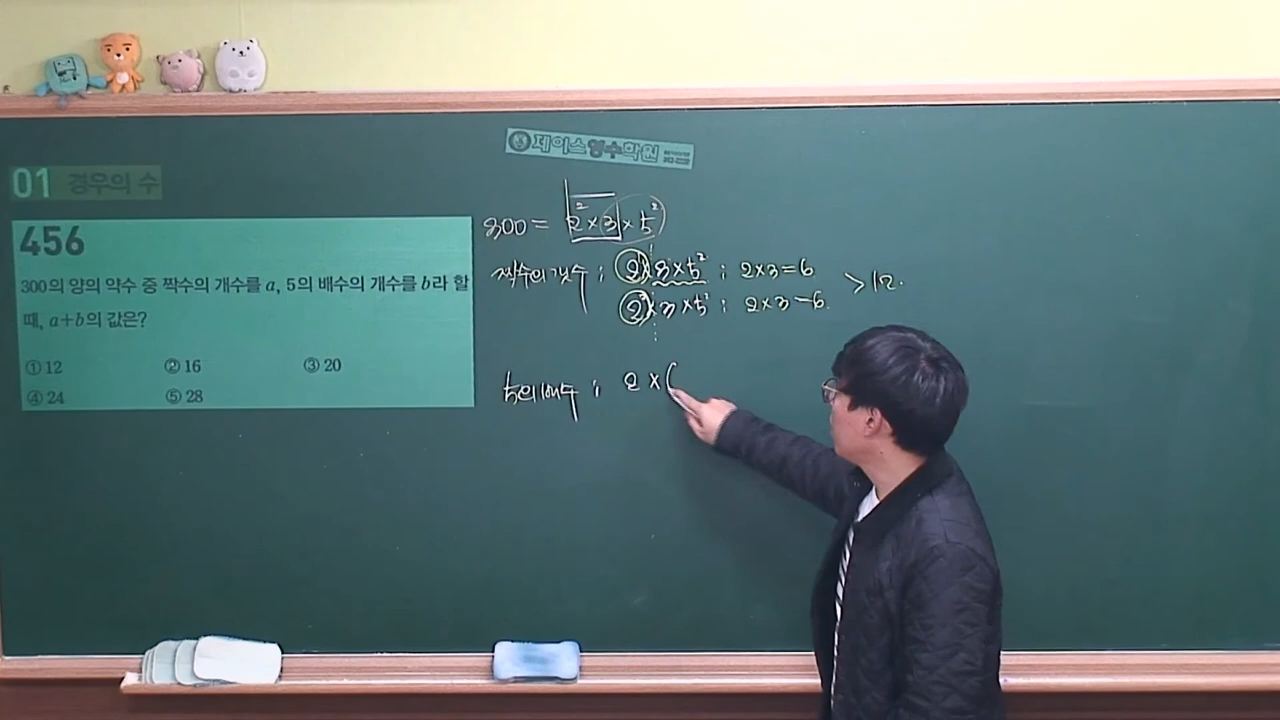 제이스영수학원
01 경우의 수
456
300의 양의 약수 중 짝수의 개수를 a, 5의 배수의 개수를 b라 할
때, a+b의 값은?
① 12 ② 16 ③ 20
④ 24 ⑤ 28
300 = 2² × 3 × 5²
짝수의 갯수 ; 2¹ × 3¹ × 5² ; 2 × 3 = 6
2² × 3¹ × 5² ; 2 × 3 = 6. > 12.
5의 배수 ; 2 × (